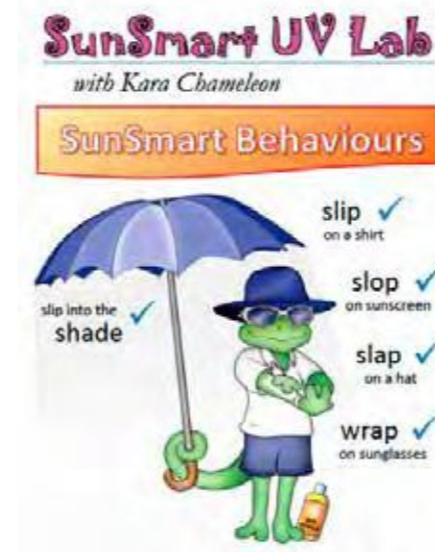 SunSmart UV Lab
with Kara Chameleon
SunSmart Behaviours
slip
on a shirt
slop
on sunscreen
slip into the
shade
slap
on a hat
wrap
on sunglasses